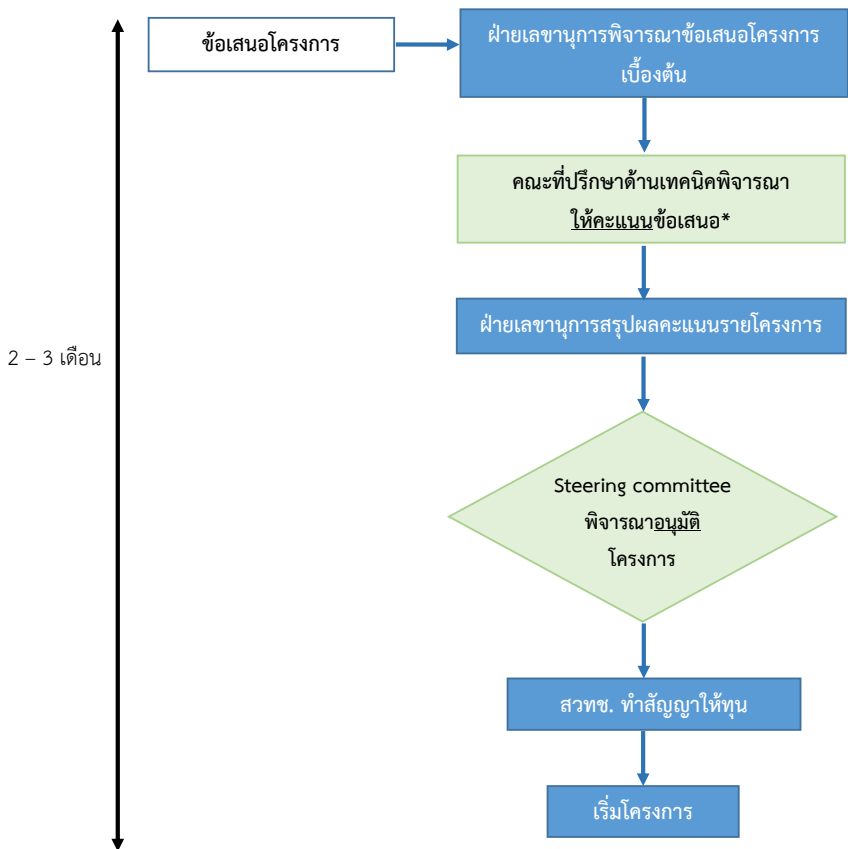 ข้อเสนอโครงการ
ฝ่ายเลขานุการพิจารณาข้อเสนอโครงการ
เบื้องต้น
คณะที่ปรึกษาด้านเทคนิคพิจารณา
ให้คะแนนข้อเสนอ*
ฝ่ายเลขานุการสรุปผลคะแนนรายโครงการ
2 – 3 เดือน
Steering committee
พิจารณาอนุมัติ
โครงการ
สวทช. ทำสัญญาให้ทุน
เริ่มโครงการ